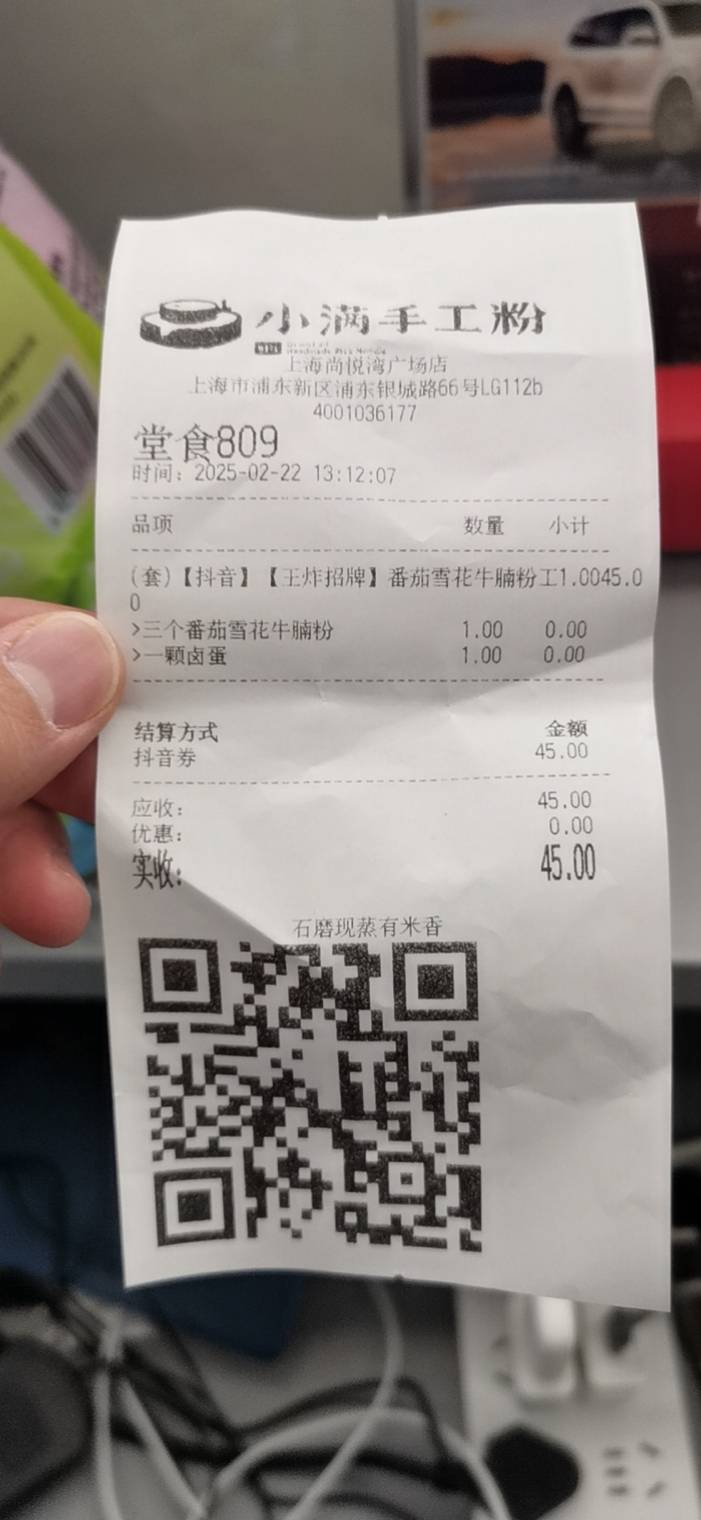 小满手工粉
上海尚悦湾广场店
上海市浦东新区浦东银城路66号LG112b
4001036177
堂食809
时间：2025-02-22 13:12:07
品项 数量 小计
(套)【抖音】【王炸招牌】番茄雪花牛腩粉工1.0045.0
0
>三个番茄雪花牛腩粉 1.00 0.00
>一颗卤蛋 1.00 0.00
结算方式 金额
抖音券 45.00
应收： 45.00
优惠： 0.00
实收： 45.00
石磨现蒸有米香